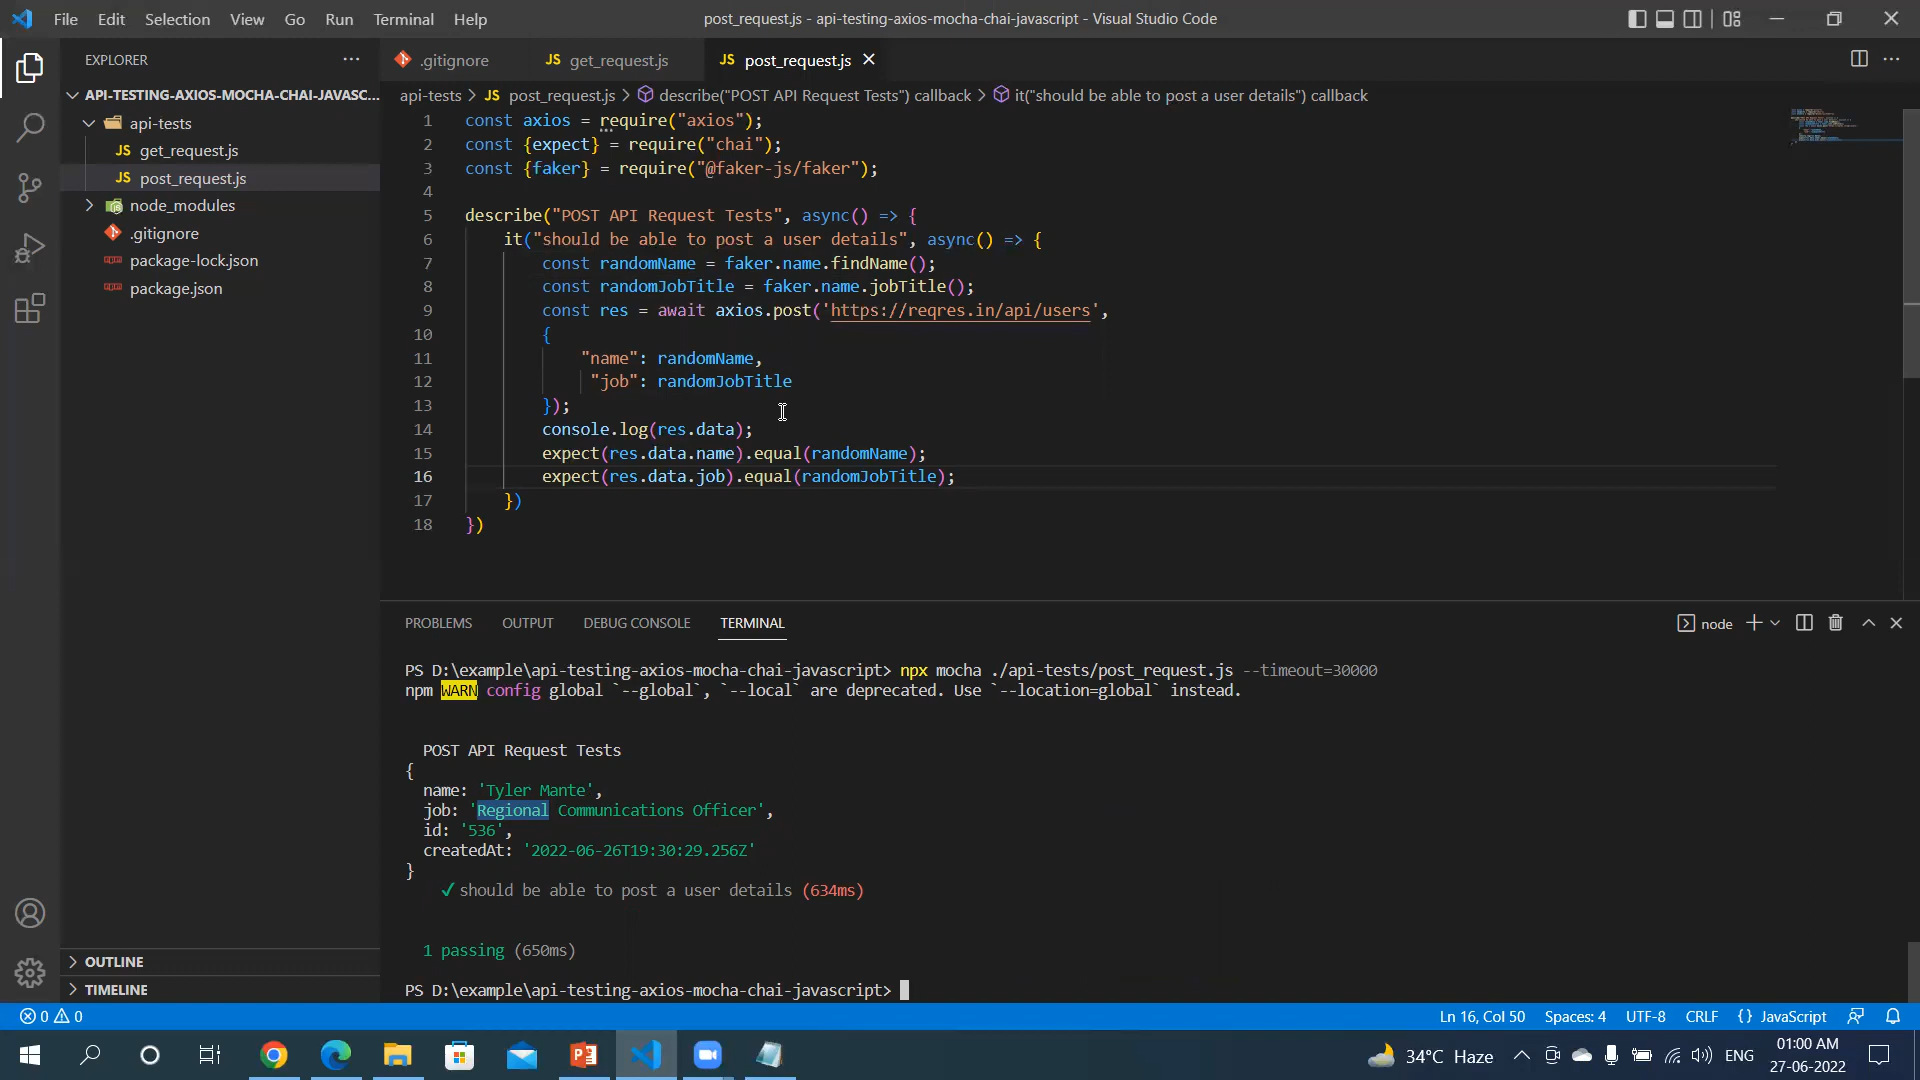 File Edit Selection View Go Run Terminal Help
post_request.js - api-testing-axios-mocha-chai-javascript - Visual Studio Code
EXPLORER
API-TESTING-AXIOS-MOCHA-CHAI-JAVASC...
api-tests
JS get_request.js
JS post_request.js
node_modules
.gitignore
package-lock.json
package.json
OUTLINE
TIMELINE
.gitignore
JS get_request.js
JS post_request.js
api-tests > JS post_request.js > describe("POST API Request Tests") callback > it("should be able to post a user details") callback
1 const axios = require("axios");
2 const {expect} = require("chai");
3 const {faker} = require("@faker-js/faker");
4
5 describe("POST API Request Tests", async() => {
6 it("should be able to post a user details", async() => {
7 const randomName = faker.name.findName();
8 const randomJobTitle = faker.name.jobTitle();
9 const res = await axios.post('https://reqres.in/api/users',
10 {
11 "name": randomName,
12 "job": randomJobTitle
13 });
14 console.log(res.data);
15 expect(res.data.name).equal(randomName);
16 expect(res.data.job).equal(randomJobTitle);
17 })
18 })
PROBLEMS OUTPUT DEBUG CONSOLE TERMINAL
node
PS D:\example\api-testing-axios-mocha-chai-javascript> npx mocha ./api-tests/post_request.js --timeout=30000
npm WARN config global `--global`, `--local` are deprecated. Use `--location=global` instead.
POST API Request Tests
{
name: 'Tyler Mante',
job: 'Regional Communications Officer',
id: '536',
createdAt: '2022-06-26T19:30:29.256Z'
}
✓ should be able to post a user details (634ms)
1 passing (650ms)
PS D:\example\api-testing-axios-mocha-chai-javascript>
0 0
Ln 16, Col 50 Spaces: 4 UTF-8 CRLF {} JavaScript
34°C Haze
ENG
01:00 AM
27-06-2022